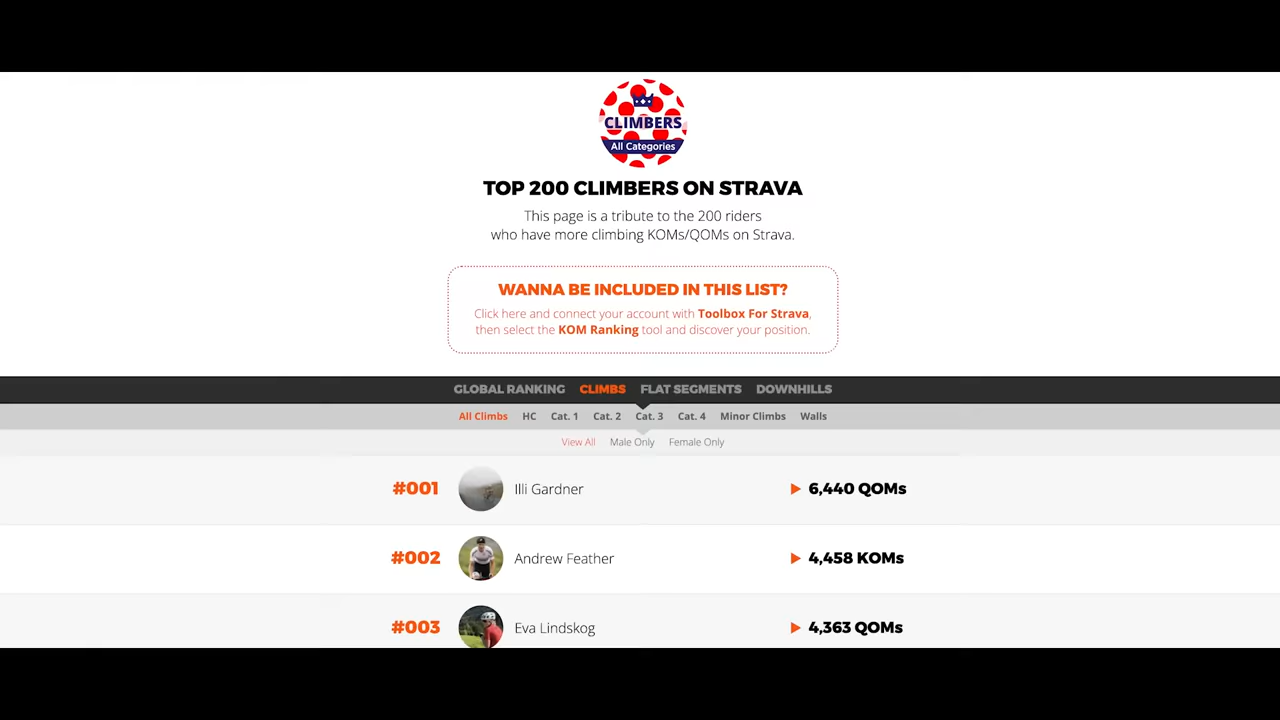 CLIMBERS
All Categories
TOP 200 CLIMBERS ON STRAVA
This page is a tribute to the 200 riders
who have more climbing KOMs/QOMs on Strava.
WANNA BE INCLUDED IN THIS LIST?
Click here and connect your account with Toolbox For Strava,
then select the KOM Ranking tool and discover your position.
GLOBAL RANKING CLIMBS FLAT SEGMENTS DOWNHILLS
All Climbs HC Cat. 1 Cat. 2 Cat. 3 Cat. 4 Minor Climbs Walls
View All Male Only Female Only
#001 Illi Gardner 6,440 QOMs
#002 Andrew Feather 4,458 KOMs
#003 Eva Lindskog 4,363 QOMs